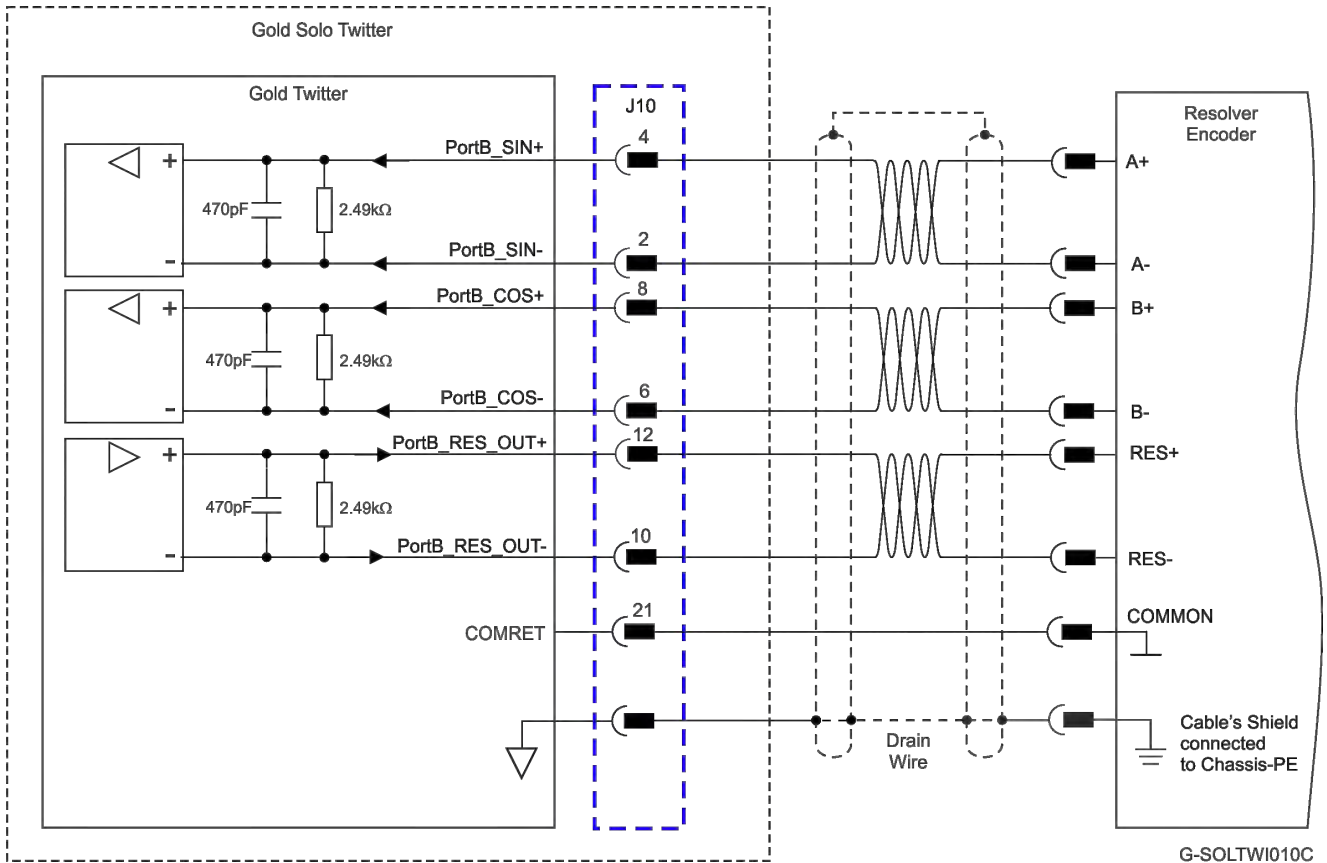 Gold Solo Twitter
Gold Twitter
J10
Resolver
Encoder
PortB_SIN+
4
A+
+
470pF
2.49kΩ
PortB_SIN-
2
A-
-
PortB_COS+
8
B+
+
470pF
2.49kΩ
PortB_COS-
6
B-
-
PortB_RES_OUT+
12
RES+
+
470pF
2.49kΩ
PortB_RES_OUT-
10
RES-
-
COMRET
21
COMMON
Drain
Wire
Cable's Shield
connected
to Chassis-PE
G-SOLTWI010C